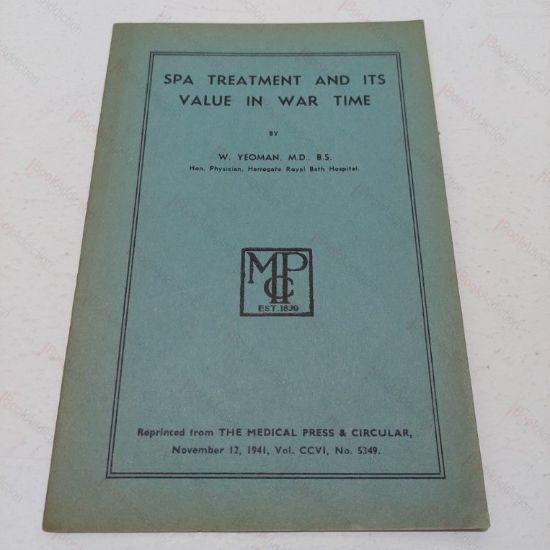 SPA TREATMENT AND ITS
VALUE IN WAR TIME
BY
W. YEOMAN, M.D., B.S.
Hon. Physician, Harrogate Royal Bath Hospital.
MPC
EST. 1839
Reprinted from THE MEDICAL PRESS & CIRCULAR,
November 12, 1941, Vol. CCVI, No. 5349.